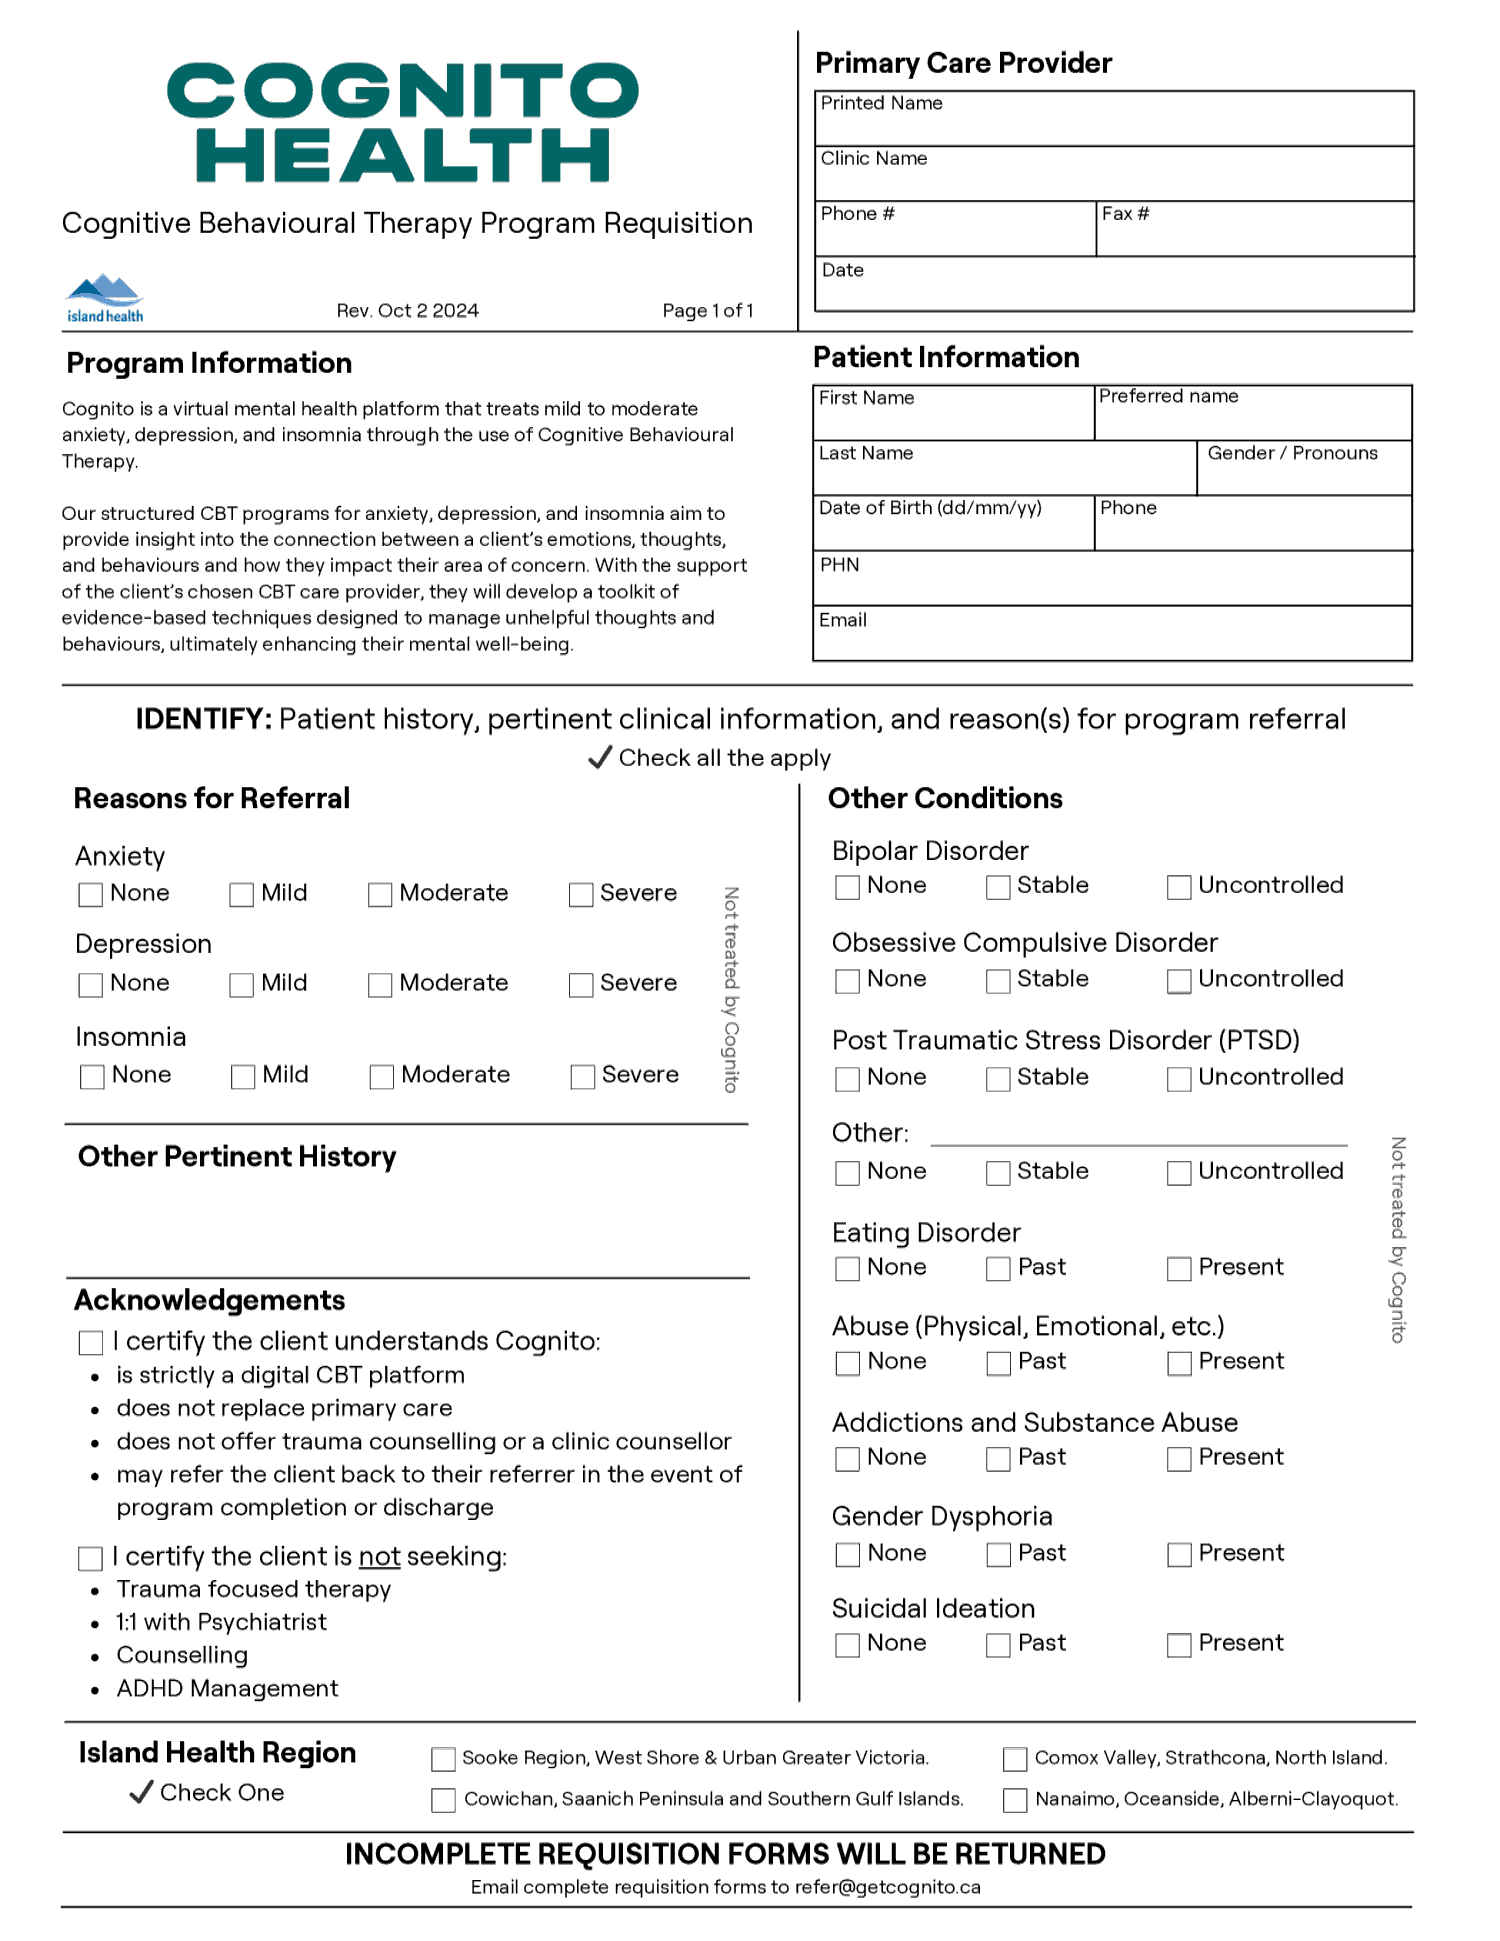 COGNITO
HEALTH
Cognitive Behavioural Therapy Program Requisition
island health
Rev. Oct 2 2024
Page 1 of 1
Primary Care Provider
Printed Name
Clinic Name
Phone #
Fax #
Date
Program Information
Cognito is a virtual mental health platform that treats mild to moderate
anxiety, depression, and insomnia through the use of Cognitive Behavioural
Therapy.
Our structured CBT programs for anxiety, depression, and insomnia aim to
provide insight into the connection between a client's emotions, thoughts,
and behaviours and how they impact their area of concern. With the support
of the client's chosen CBT care provider, they will develop a toolkit of
evidence-based techniques designed to manage unhelpful thoughts and
behaviours, ultimately enhancing their mental well-being.
Patient Information
First Name
Preferred name
Last Name
Gender / Pronouns
Date of Birth (dd/mm/yy)
Phone
PHN
Email
IDENTIFY: Patient history, pertinent clinical information, and reason(s) for program referral
Check all the apply
Reasons for Referral
Anxiety
None Mild Moderate Severe
Depression
None Mild Moderate Severe
Insomnia
None Mild Moderate Severe
Not treated by Cognito
Other Pertinent History
Acknowledgements
I certify the client understands Cognito:
• is strictly a digital CBT platform
• does not replace primary care
• does not offer trauma counselling or a clinic counsellor
• may refer the client back to their referrer in the event of
program completion or discharge
I certify the client is not seeking:
• Trauma focused therapy
• 1:1 with Psychiatrist
• Counselling
• ADHD Management
Other Conditions
Bipolar Disorder
None Stable Uncontrolled
Obsessive Compulsive Disorder
None Stable Uncontrolled
Post Traumatic Stress Disorder (PTSD)
None Stable Uncontrolled
Other:
None Stable Uncontrolled
Eating Disorder
None Past Present
Abuse (Physical, Emotional, etc.)
None Past Present
Addictions and Substance Abuse
None Past Present
Gender Dysphoria
None Past Present
Suicidal Ideation
None Past Present
Not treated by Cognito
Island Health Region
Check One
Sooke Region, West Shore & Urban Greater Victoria.
Comox Valley, Strathcona, North Island.
Cowichan, Saanich Peninsula and Southern Gulf Islands.
Nanaimo, Oceanside, Alberni-Clayoquot.
INCOMPLETE REQUISITION FORMS WILL BE RETURNED
Email complete requisition forms to refer@getcognito.ca